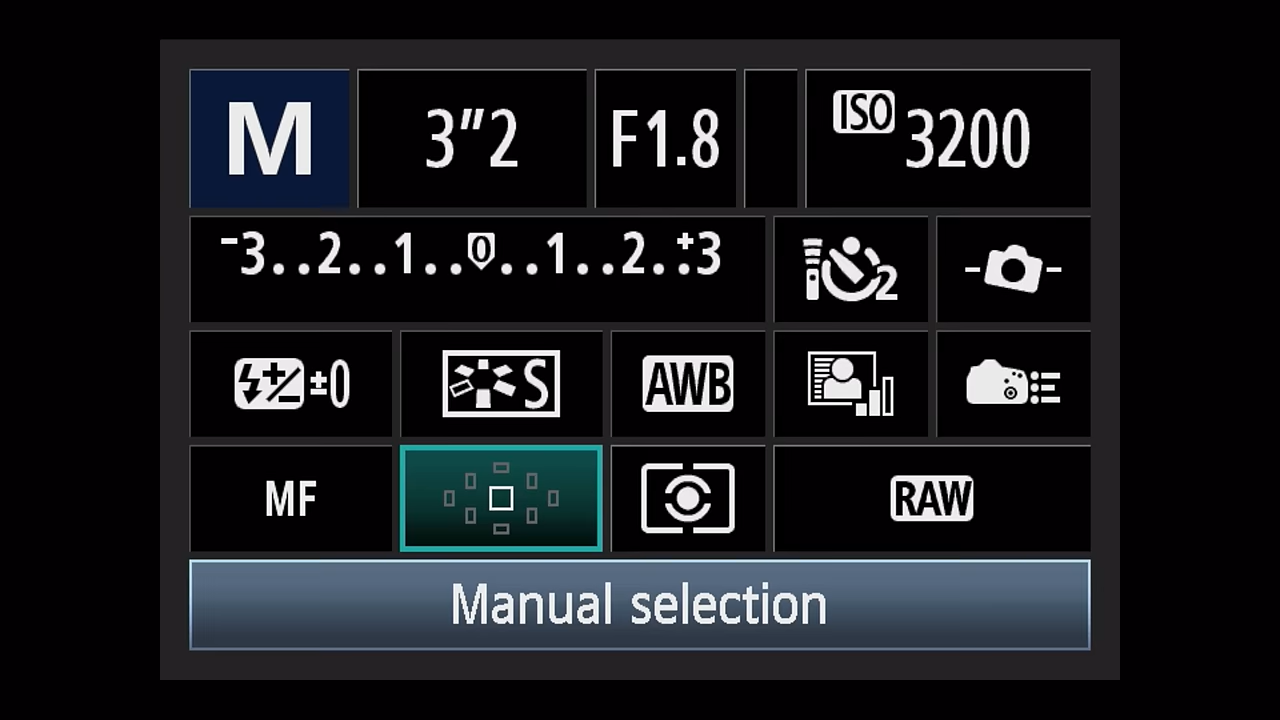 M 3"2 F1.8 ISO 3200
-3..2..1..0..1..2..+3 2
±0 S AWB
MF RAW
Manual selection